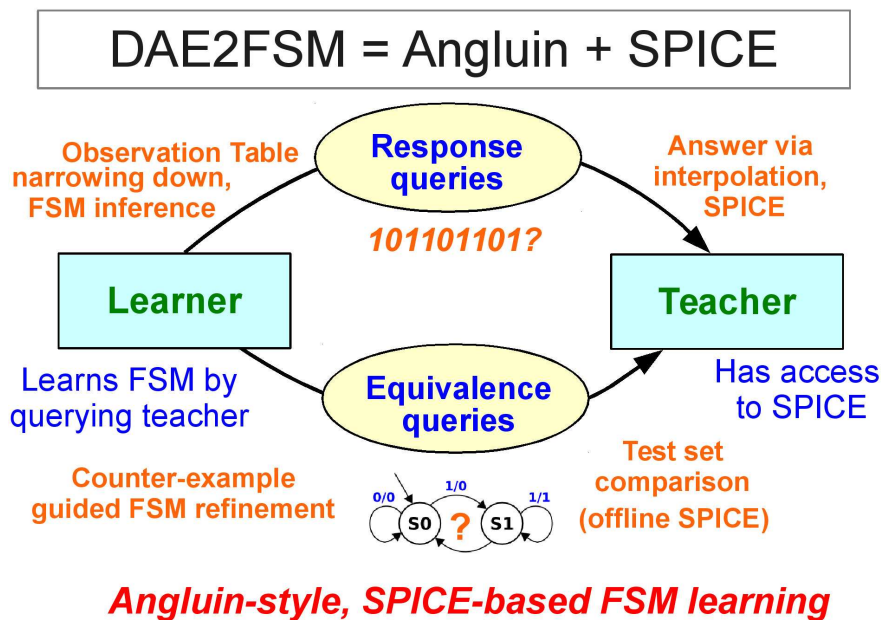 DAE2FSM = Angluin + SPICE
Observation Table
narrowing down,
FSM inference
Response
queries
Answer via
interpolation,
SPICE
101101101?
Learner
Teacher
Learns FSM by
querying teacher
Equivalence
queries
Has access
to SPICE
Counter-example
guided FSM refinement
0/0
1/0
1/1
S0
?
S1
Test set
comparison
(offline SPICE)
Angluin-style, SPICE-based FSM learning